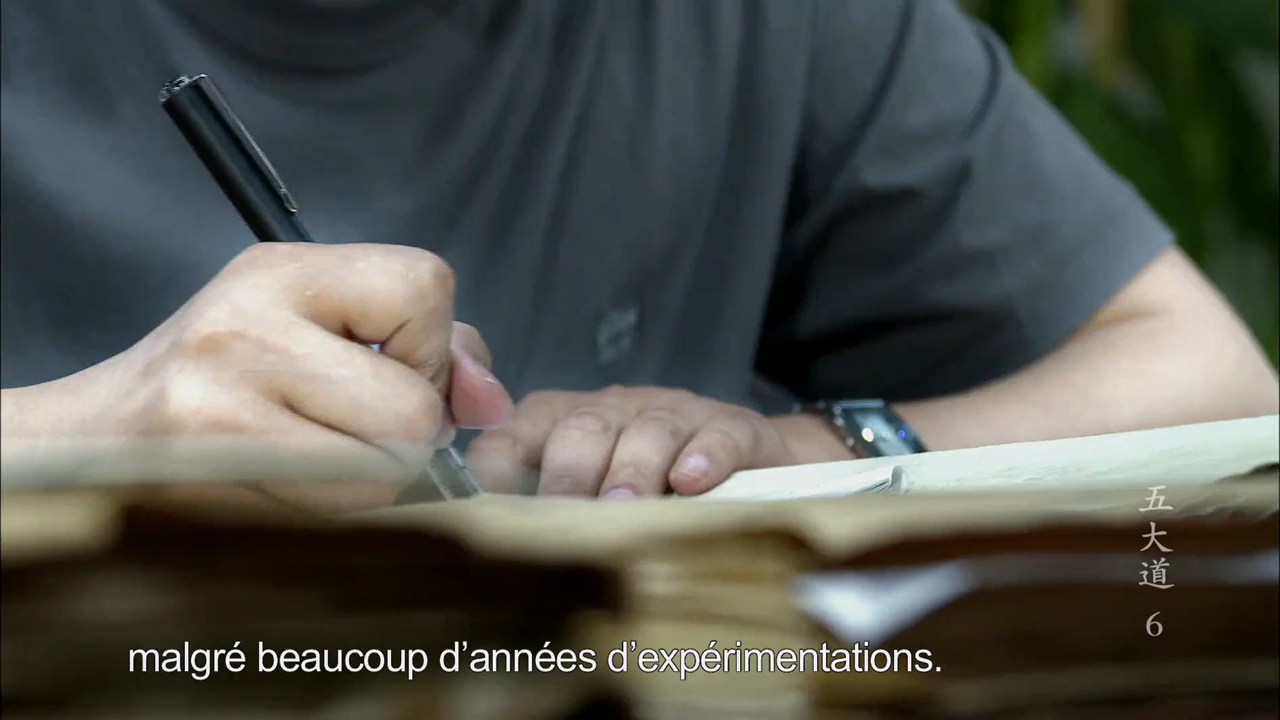 五大道 6
malgré beaucoup d’années d’expérimentations.